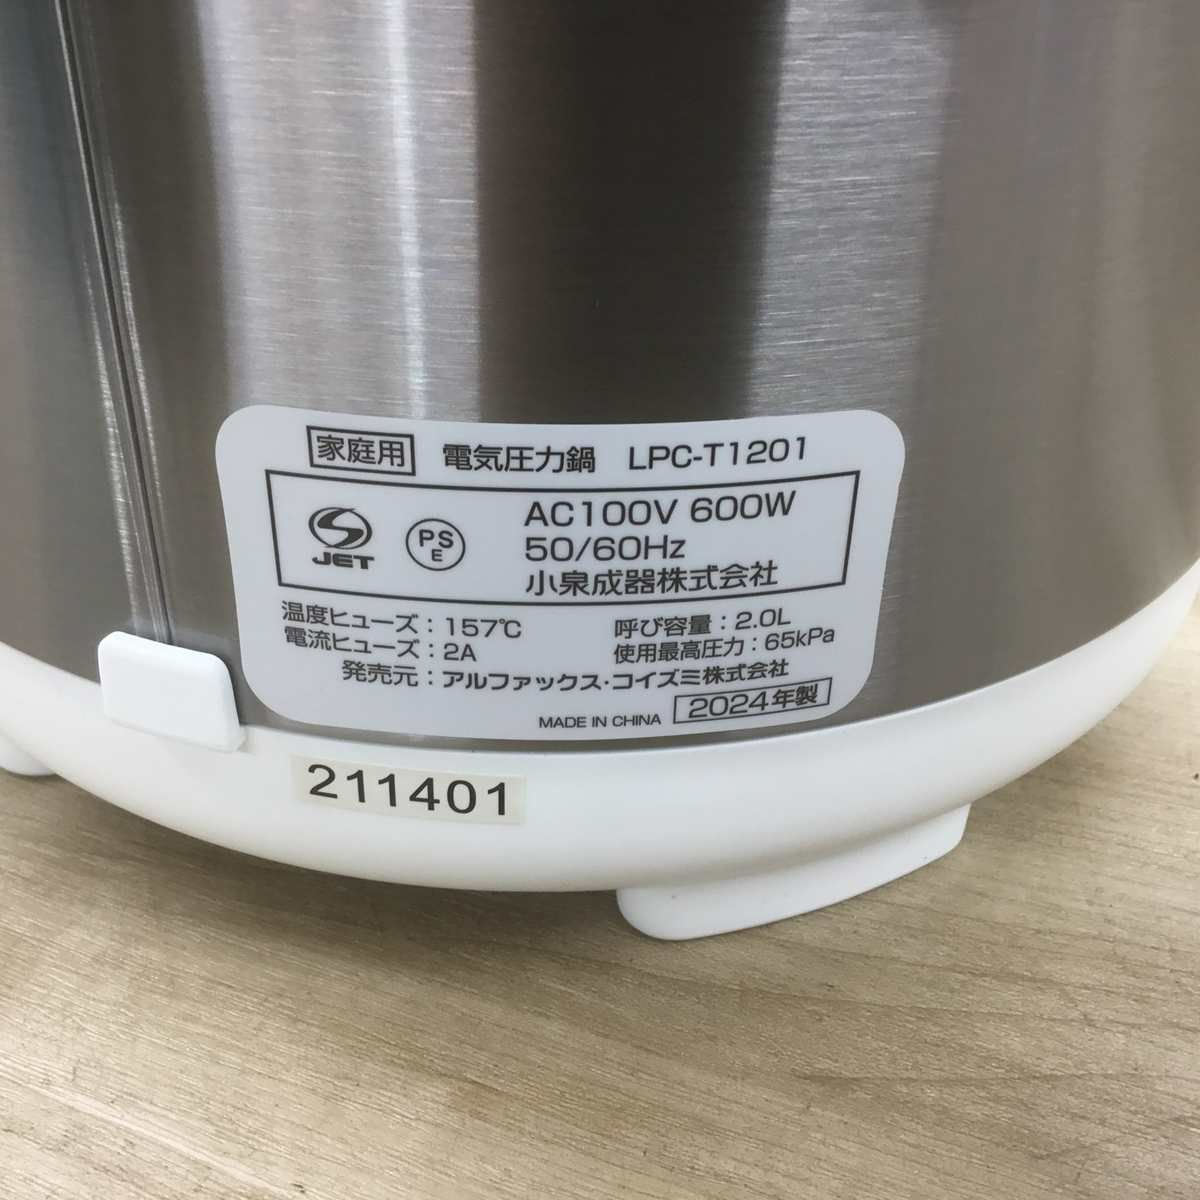 家庭用 電気圧力鍋 LPC-T1201
JET PSE AC100V 600W
50/60Hz
小泉成器株式会社
温度ヒューズ：157℃ 呼び容量：2.0L
電流ヒューズ：2A 使用最高圧力：65kPa
発売元：アルファックス・コイズミ株式会社
MADE IN CHINA 2024年製
211401